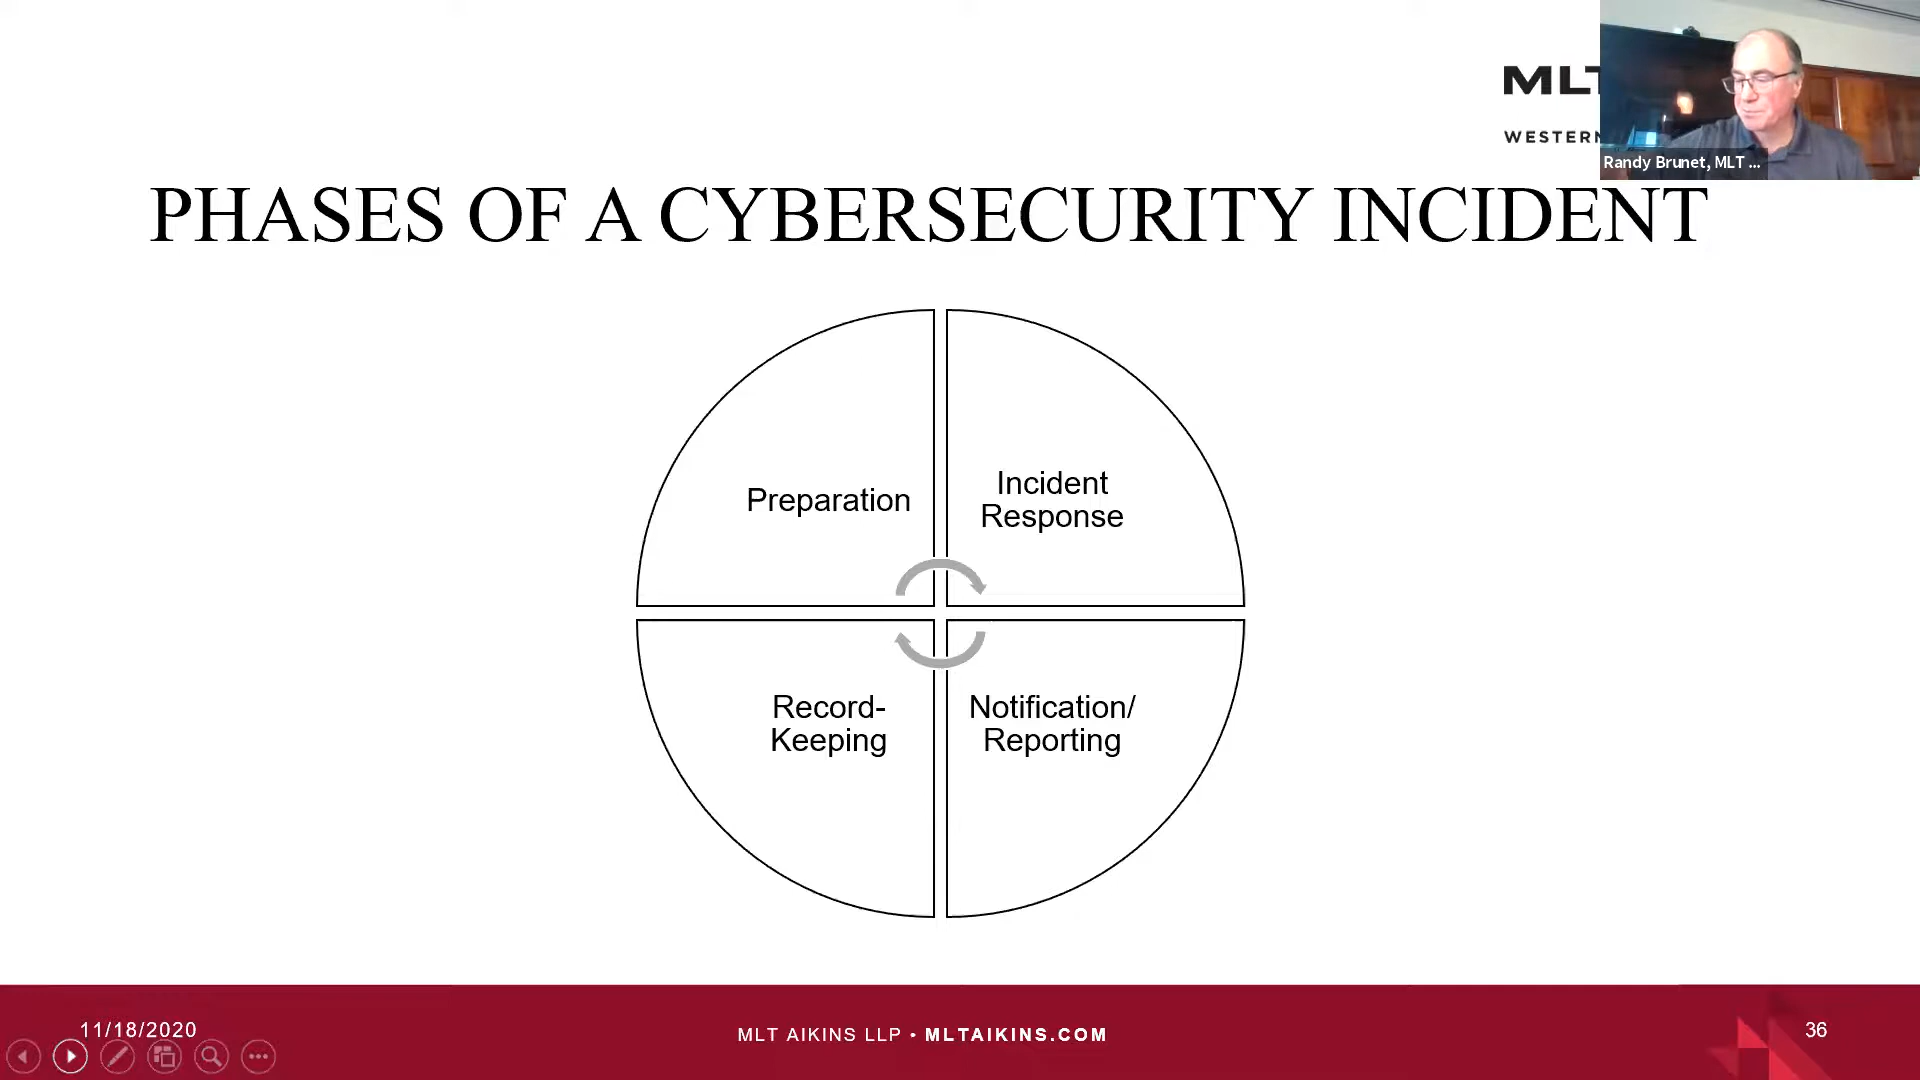 MLT
WESTERN
Randy Brunet, MLT ...
PHASES OF A CYBERSECURITY INCIDENT
Preparation
Incident
Response
Record-
Keeping
Notification/
Reporting
11/18/2020
MLT AIKINS LLP • MLTAIKINS.COM
36